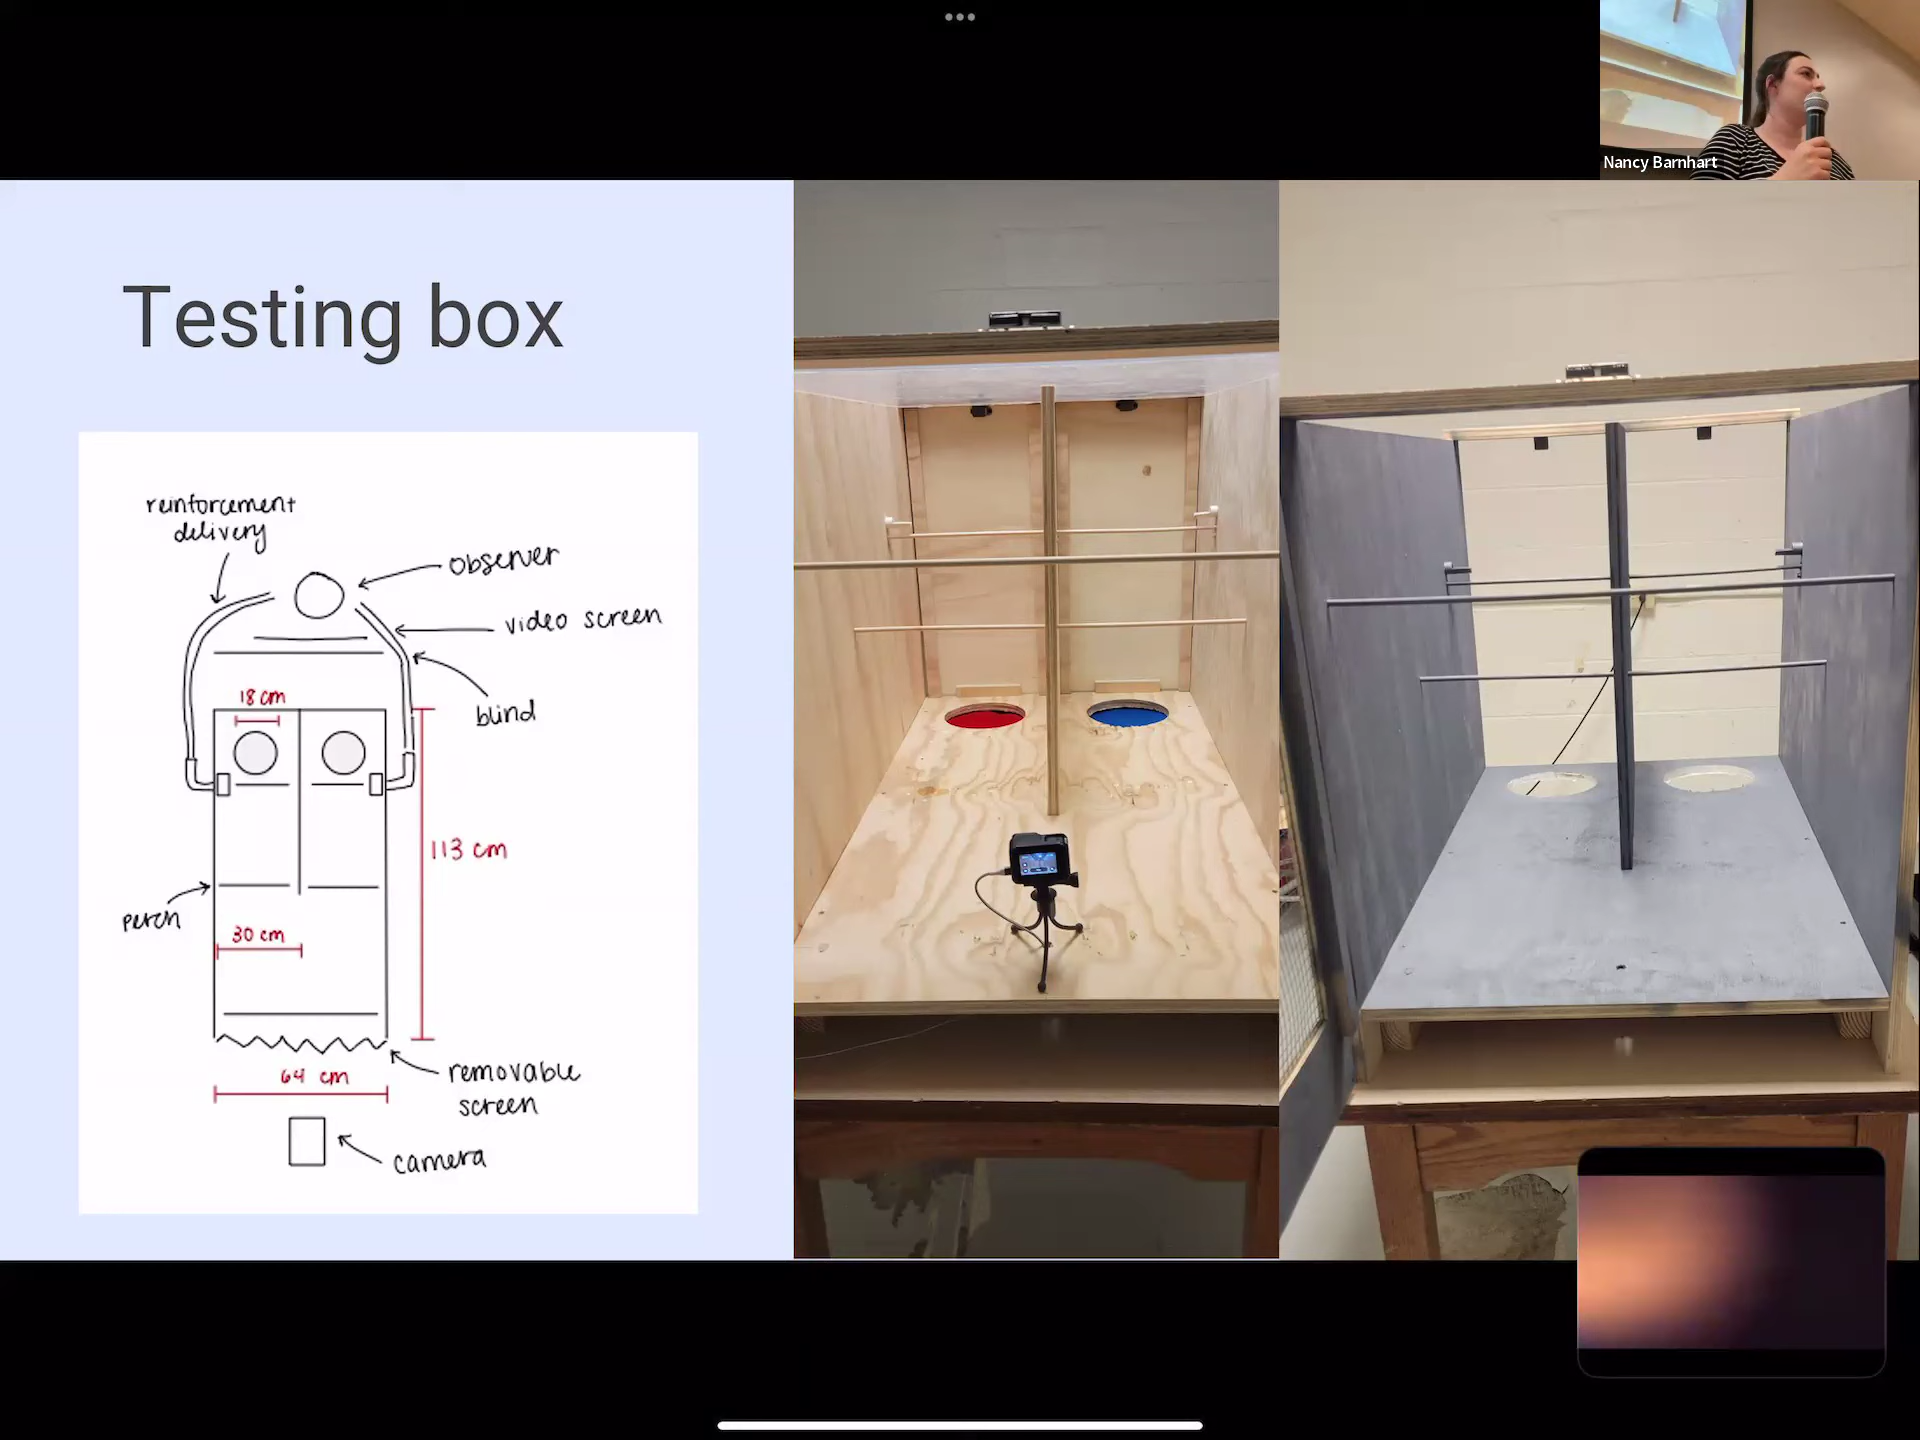 Nancy Barnhart
Testing box
reinforcement
delivery
observer
video screen
blind
18 cm
113 cm
perch
30 cm
removable
screen
64 cm
camera